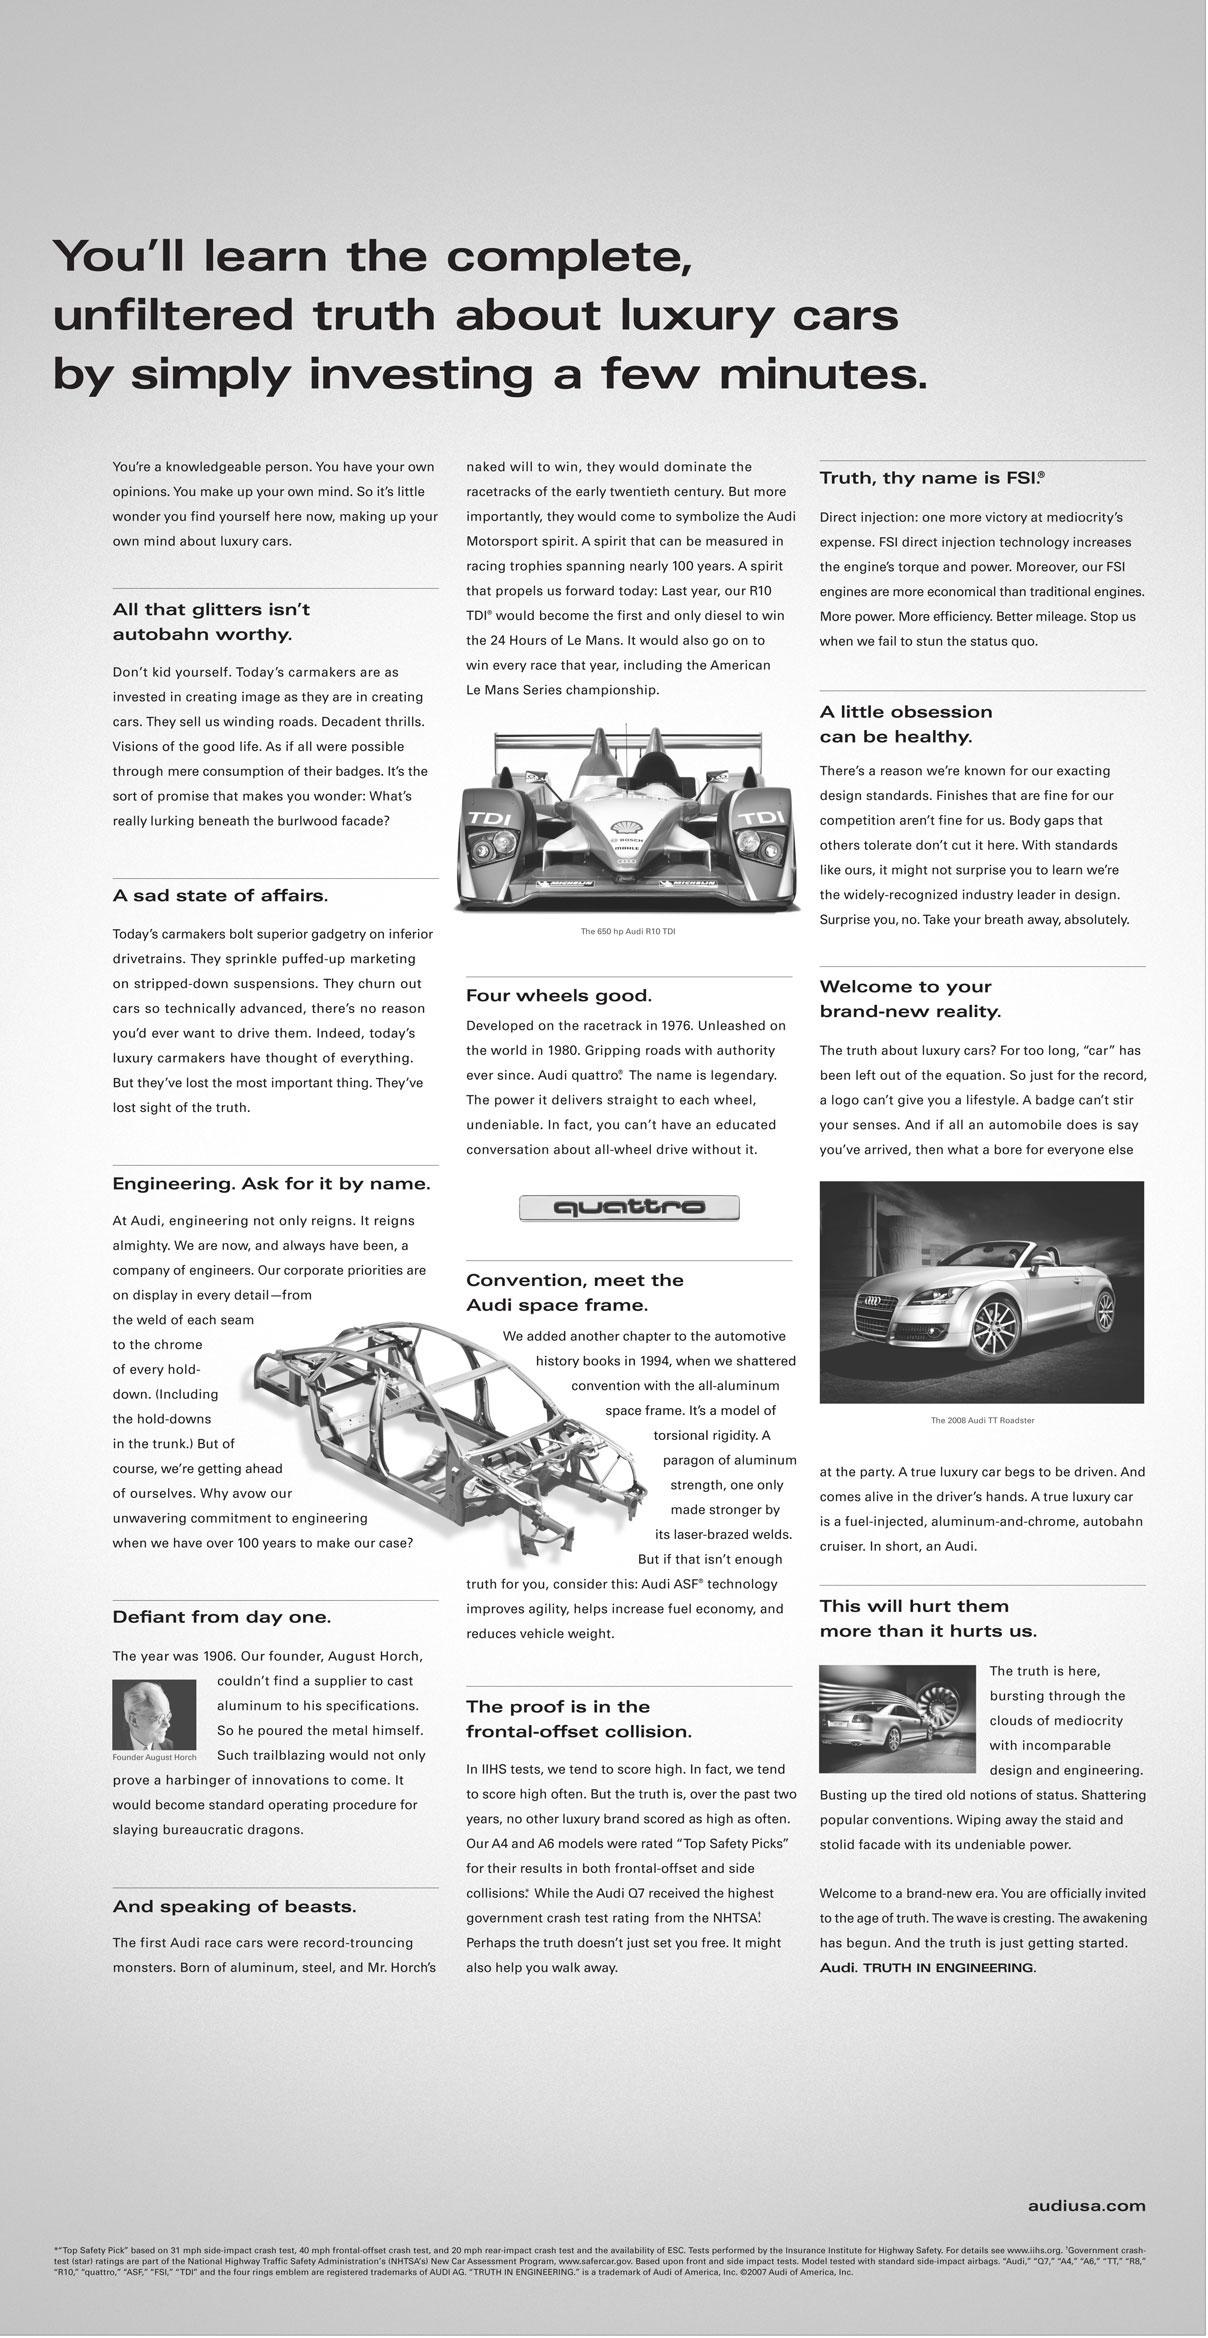 You'll learn the complete,
unfiltered truth about luxury cars
by simply investing a few minutes.
You're a knowledgeable person. You have your own
opinions. You make up your own mind. So it's little
wonder you find yourself here now, making up your
own mind about luxury cars.
All that glitters isn't
autobahn worthy.
Don't kid yourself. Today's carmakers are as
invested in creating image as they are in creating
cars. They sell us winding roads. Decadent thrills.
Visions of the good life. As if all were possible
through mere consumption of their badges. It's the
sort of promise that makes you wonder: What's
really lurking beneath the burlwood facade?
A sad state of affairs.
Today's carmakers bolt superior gadgetry on inferior
drivetrains. They sprinkle puffed-up marketing
on stripped-down suspensions. They churn out
cars so technically advanced, there's no reason
you'd ever want to drive them. Indeed, today's
luxury carmakers have thought of everything.
But they've lost the most important thing. They've
lost sight of the truth.
Engineering. Ask for it by name.
At Audi, engineering not only reigns. It reigns
almighty. We are now, and always have been, a
company of engineers. Our corporate priorities are
on display in every detail—from
the weld of each seam
to the chrome
of every hold-
down. (Including
the hold-downs
in the trunk.) But of
course, we're getting ahead
of ourselves. Why avow our
unwavering commitment to engineering
when we have over 100 years to make our case?
Defiant from day one.
The year was 1906. Our founder, August Horch,
couldn't find a supplier to cast
aluminum to his specifications.
So he poured the metal himself.
Such trailblazing would not only
Founder August Horch
prove a harbinger of innovations to come. It
would become standard operating procedure for
slaying bureaucratic dragons.
And speaking of beasts.
The first Audi race cars were record-trouncing
monsters. Born of aluminum, steel, and Mr. Horch's
naked will to win, they would dominate the
racetracks of the early twentieth century. But more
importantly, they would come to symbolize the Audi
Motorsport spirit. A spirit that can be measured in
racing trophies spanning nearly 100 years. A spirit
that propels us forward today: Last year, our R10
TDI® would become the first and only diesel to win
the 24 Hours of Le Mans. It would also go on to
win every race that year, including the American
Le Mans Series championship.
TDI
TDI
BOSCH
MAHLE
MICHELIN
MICHELIN
The 650 hp Audi R10 TDI
Four wheels good.
Developed on the racetrack in 1976. Unleashed on
the world in 1980. Gripping roads with authority
ever since. Audi quattro.® The name is legendary.
The power it delivers straight to each wheel,
undeniable. In fact, you can't have an educated
conversation about all-wheel drive without it.
quattro
Convention, meet the
Audi space frame.
We added another chapter to the automotive
history books in 1994, when we shattered
convention with the all-aluminum
space frame. It's a model of
torsional rigidity. A
paragon of aluminum
strength, one only
made stronger by
its laser-brazed welds.
But if that isn't enough
truth for you, consider this: Audi ASF® technology
improves agility, helps increase fuel economy, and
reduces vehicle weight.
The proof is in the
frontal-offset collision.
In IIHS tests, we tend to score high. In fact, we tend
to score high often. But the truth is, over the past two
years, no other luxury brand scored as high as often.
Our A4 and A6 models were rated “Top Safety Picks”
for their results in both frontal-offset and side
collisions.* While the Audi Q7 received the highest
government crash test rating from the NHTSA.†
Perhaps the truth doesn't just set you free. It might
also help you walk away.
Truth, thy name is FSI.®
Direct injection: one more victory at mediocrity's
expense. FSI direct injection technology increases
the engine's torque and power. Moreover, our FSI
engines are more economical than traditional engines.
More power. More efficiency. Better mileage. Stop us
when we fail to stun the status quo.
A little obsession
can be healthy.
There's a reason we're known for our exacting
design standards. Finishes that are fine for our
competition aren't fine for us. Body gaps that
others tolerate don't cut it here. With standards
like ours, it might not surprise you to learn we're
the widely-recognized industry leader in design.
Surprise you, no. Take your breath away, absolutely.
Welcome to your
brand-new reality.
The truth about luxury cars? For too long, “car” has
been left out of the equation. So just for the record,
a logo can't give you a lifestyle. A badge can't stir
your senses. And if all an automobile does is say
you've arrived, then what a bore for everyone else
The 2008 Audi TT Roadster
at the party. A true luxury car begs to be driven. And
comes alive in the driver's hands. A true luxury car
is a fuel-injected, aluminum-and-chrome, autobahn
cruiser. In short, an Audi.
This will hurt them
more than it hurts us.
The truth is here,
bursting through the
clouds of mediocrity
with incomparable
design and engineering.
Busting up the tired old notions of status. Shattering
popular conventions. Wiping away the staid and
stolid facade with its undeniable power.
Welcome to a brand-new era. You are officially invited
to the age of truth. The wave is cresting. The awakening
has begun. And the truth is just getting started.
Audi. TRUTH IN ENGINEERING.
audiusa.com
*“Top Safety Pick” based on 31 mph side-impact crash test, 40 mph frontal-offset crash test, and 20 mph rear-impact crash test and the availability of ESC. Tests performed by the Insurance Institute for Highway Safety. For details see www.iihs.org. †Government crash-
test (star) ratings are part of the National Highway Traffic Safety Administration's (NHTSA's) New Car Assessment Program, www.safercar.gov. Based upon front and side impact tests. Model tested with standard side-impact airbags. “Audi,” “Q7,” “A4,” “A6,” “TT,” “R8,”
“R10,” “quattro,” “ASF,” “FSI,” “TDI” and the four rings emblem are registered trademarks of AUDI AG. “TRUTH IN ENGINEERING.” is a trademark of Audi of America, Inc. ©2007 Audi of America, Inc.